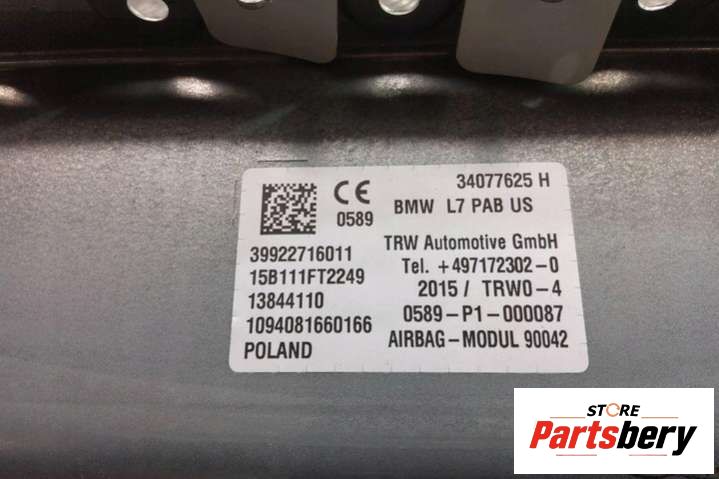 34077625 H
CE
0589
BMW L7 PAB US
39922716011
15B111FT2249
13844110
1094081660166
POLAND
TRW Automotive GmbH
Tel. +497172302-0
2015 / TRW0-4
0589-P1-000087
AIRBAG-MODUL 90042
STORE
Partsbery